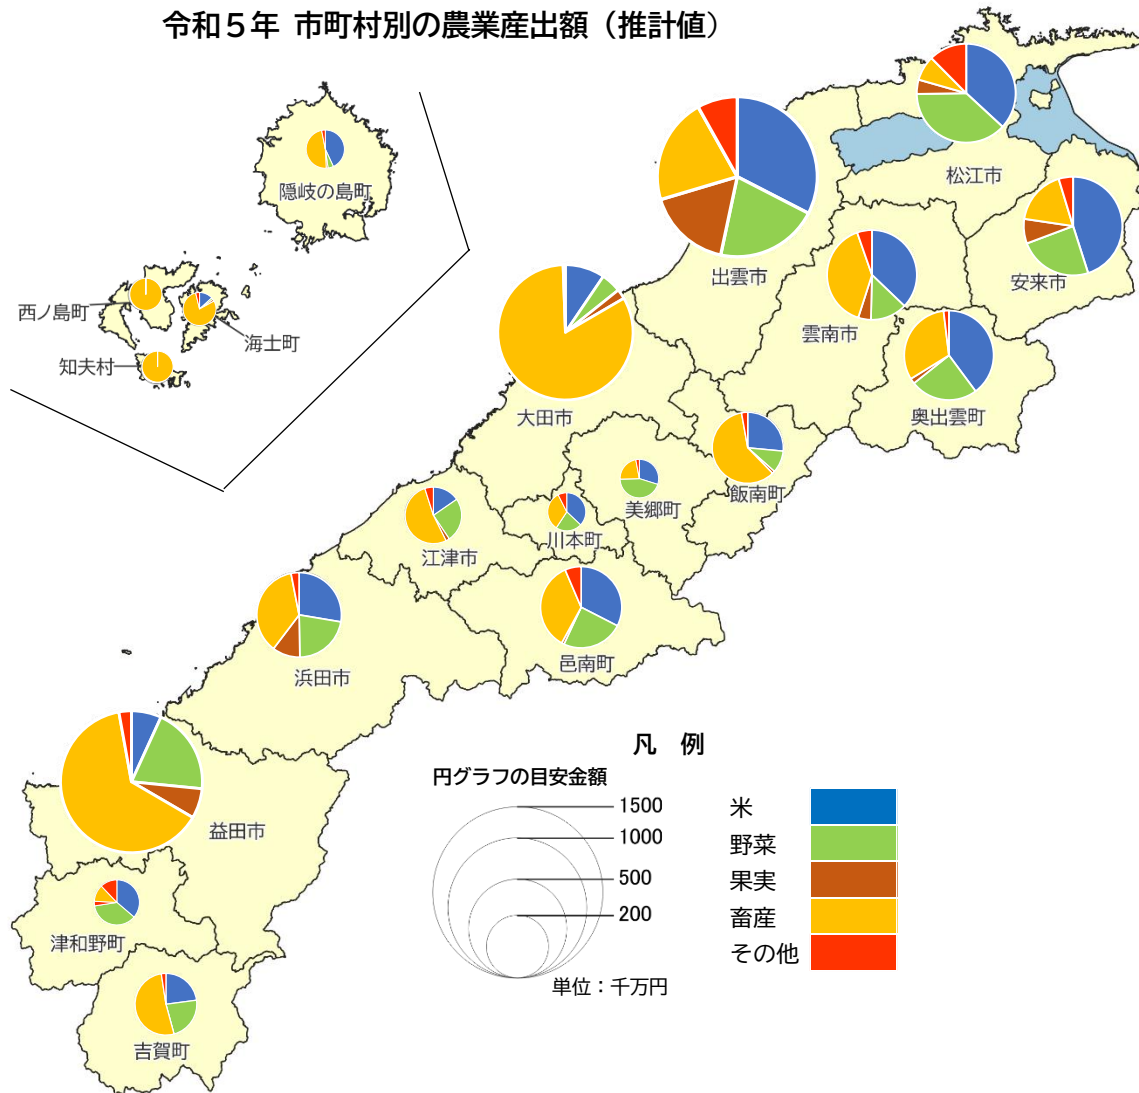 令和５年 市町村別の農業産出額（推計値）
隠岐の島町
西ノ島町
海士町
知夫村
松江市
出雲市
安来市
雲南市
奥出雲町
大田市
飯南町
美郷町
川本町
江津市
邑南町
浜田市
益田市
津和野町
吉賀町
凡 例
円グラフの目安金額
1500
1000
500
200
単位：千万円
米
野菜
果実
畜産
その他